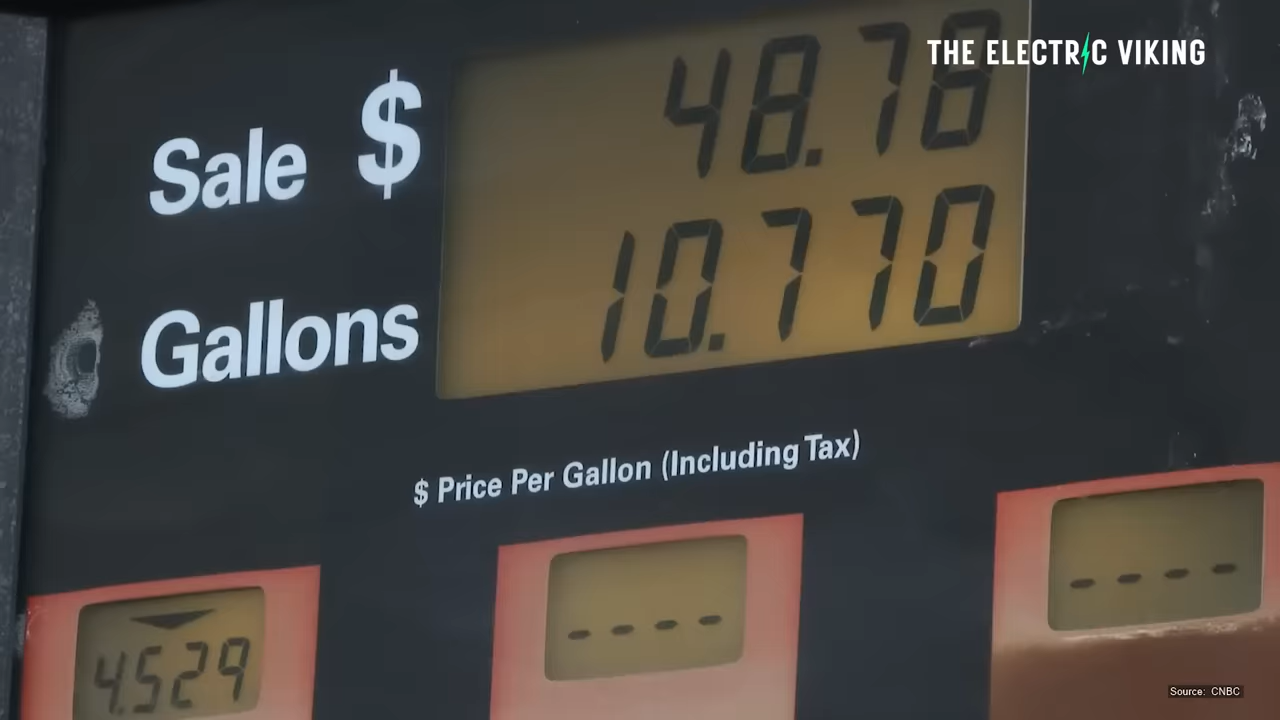 THE ELECTRIC VIKING
Sale $ 48.78
Gallons 10.770
$ Price Per Gallon (Including Tax)
4.529
- - - -
- - - -
Source: CNBC